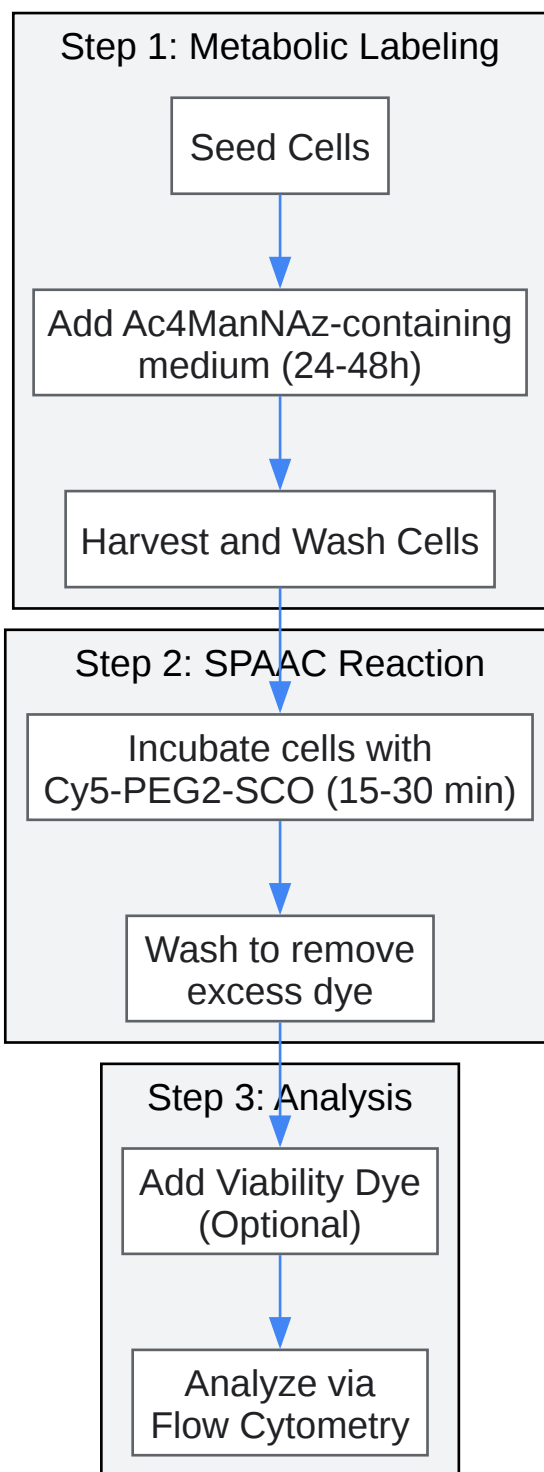 Step 1: Metabolic Labeling
Seed Cells
Add Ac4ManNAz-containing
medium (24-48h)
Harvest and Wash Cells
Step 2: SPAAC Reaction
Incubate cells with
Cy5-PEG2-SCO (15-30 min)
Wash to remove
excess dye
Step 3: Analysis
Add Viability Dye
(Optional)
Analyze via
Flow Cytometry